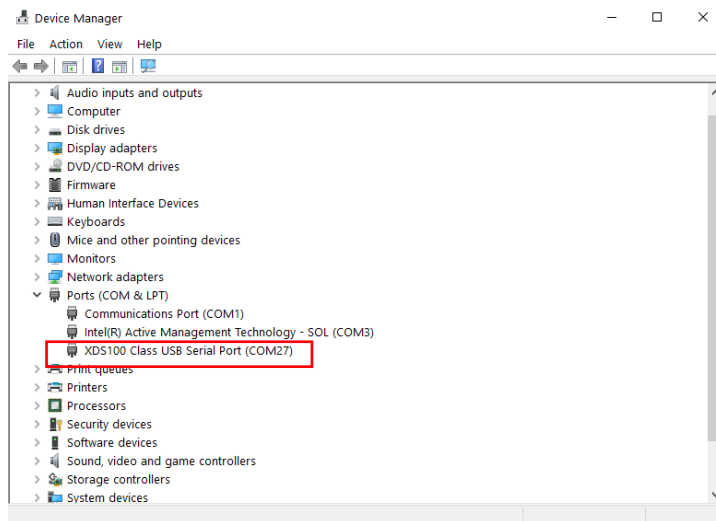 Device Manager
File Action View Help
Audio inputs and outputs
Computer
Disk drives
Display adapters
DVD/CD-ROM drives
Firmware
Human Interface Devices
Keyboards
Mice and other pointing devices
Monitors
Network adapters
Ports (COM & LPT)
Communications Port (COM1)
Intel(R) Active Management Technology - SOL (COM3)
XDS100 Class USB Serial Port (COM27)
Print queues
Printers
Processors
Security devices
Software devices
Sound, video and game controllers
Storage controllers
System devices